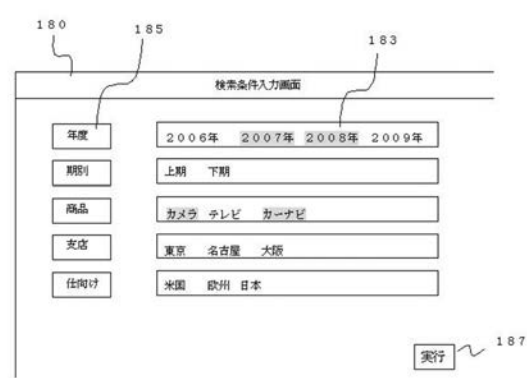 １８０
１８５
１８３
検索条件入力画面
年度 ２００６年 ２００７年 ２００８年 ２００９年
期別 上期 下期
商品 カメラ テレビ カーナビ
支店 東京 名古屋 大阪
仕向け 米国 欧州 日本
実行
１８７